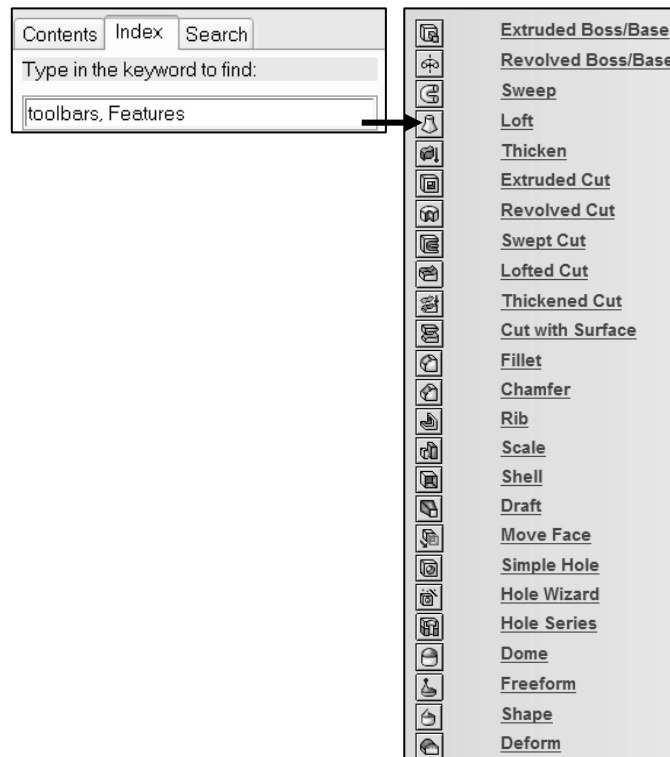 Contents Index Search
Type in the keyword to find:
toolbars, Features
Extruded Boss/Base
Revolved Boss/Base
Sweep
Loft
Thicken
Extruded Cut
Revolved Cut
Swept Cut
Lofted Cut
Thickened Cut
Cut with Surface
Fillet
Chamfer
Rib
Scale
Shell
Draft
Move Face
Simple Hole
Hole Wizard
Hole Series
Dome
Freeform
Shape
Deform